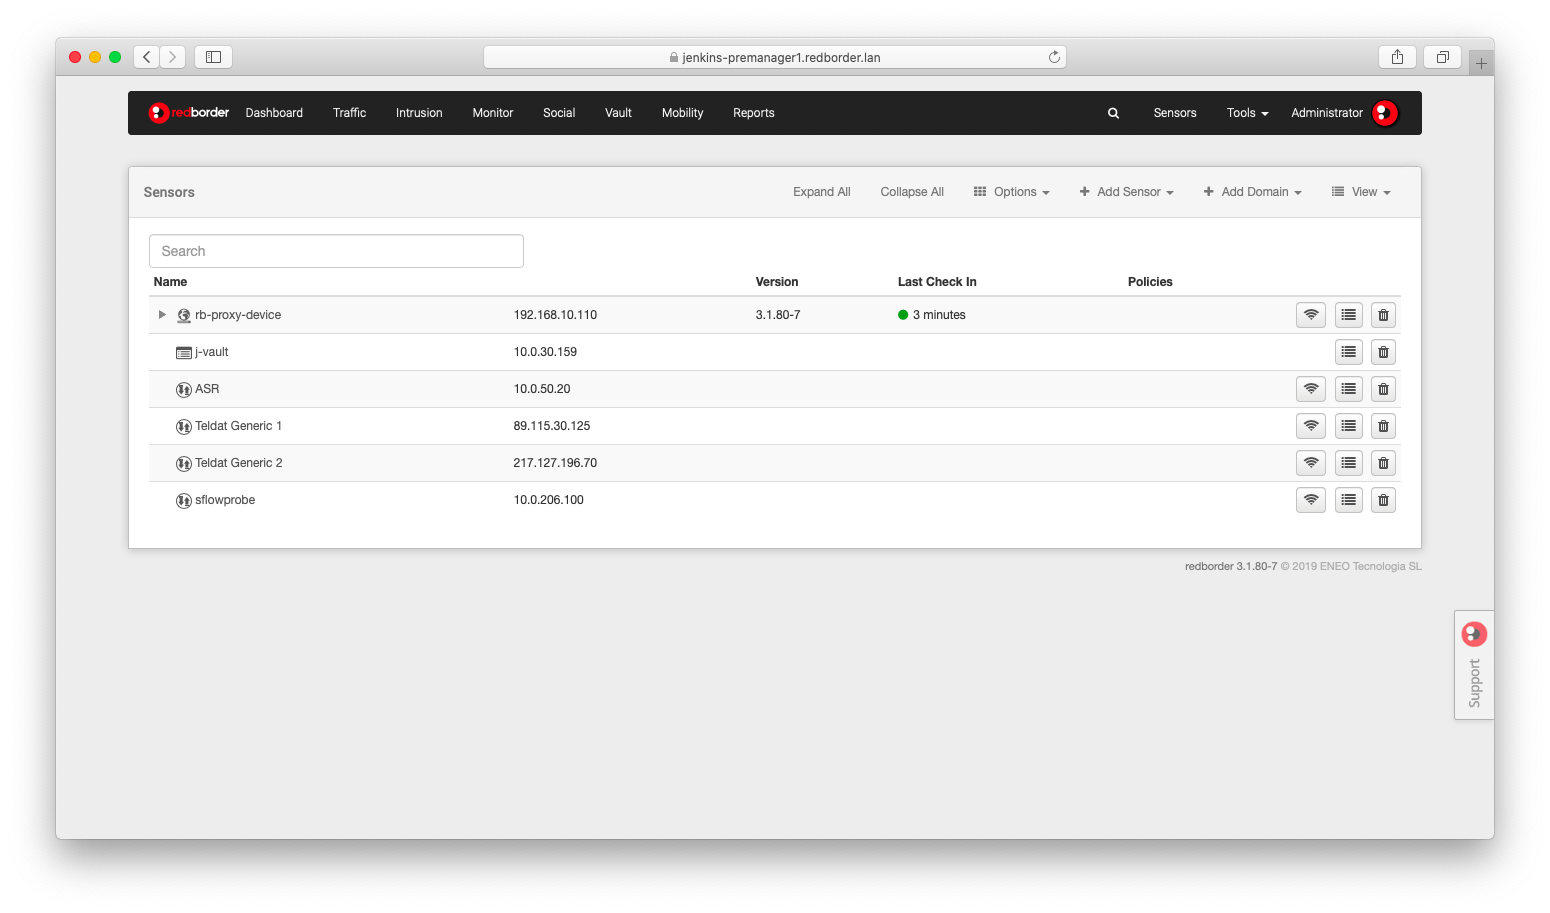 jenkins-premanager1.redborder.lan
redborder Dashboard Traffic Intrusion Monitor Social Vault Mobility Reports Sensors Tools Administrator
Sensors Expand All Collapse All Options Add Sensor Add Domain View
Search
Name Version Last Check In Policies
rb-proxy-device 192.168.10.110 3.1.80-7 3 minutes
j-vault 10.0.30.159
ASR 10.0.50.20
Teldat Generic 1 89.115.30.125
Teldat Generic 2 217.127.196.70
sflowprobe 10.0.206.100
redborder 3.1.80-7 © 2019 ENEO Tecnologia SL
Support